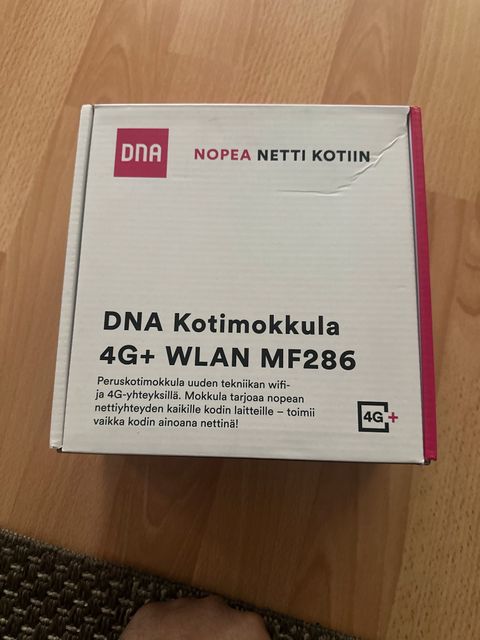 DNA
NOPEA NETTI KOTIIN
DNA Kotimokkula
4G+ WLAN MF286
Peruskotimokkula uuden tekniikan wifi-
ja 4G-yhteyksillä. Mokkula tarjoaa nopean
nettiyhteyden kaikille kodin laitteille – toimii
vaikka kodin ainoana nettinä!
4G+